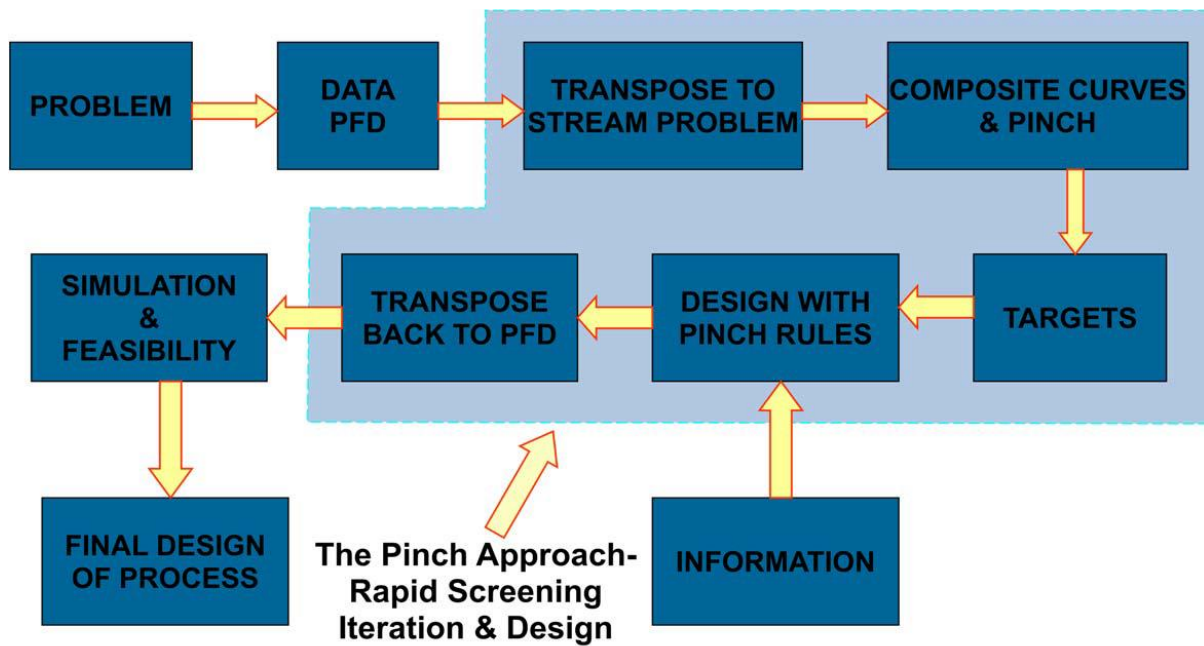 PROBLEM
DATA
PFD
TRANSPOSE TO
STREAM PROBLEM
COMPOSITE CURVES
& PINCH
SIMULATION
&
FEASIBILITY
TRANSPOSE
BACK TO PFD
DESIGN WITH
PINCH RULES
TARGETS
FINAL DESIGN
OF PROCESS
The Pinch Approach-
Rapid Screening
Iteration & Design
INFORMATION